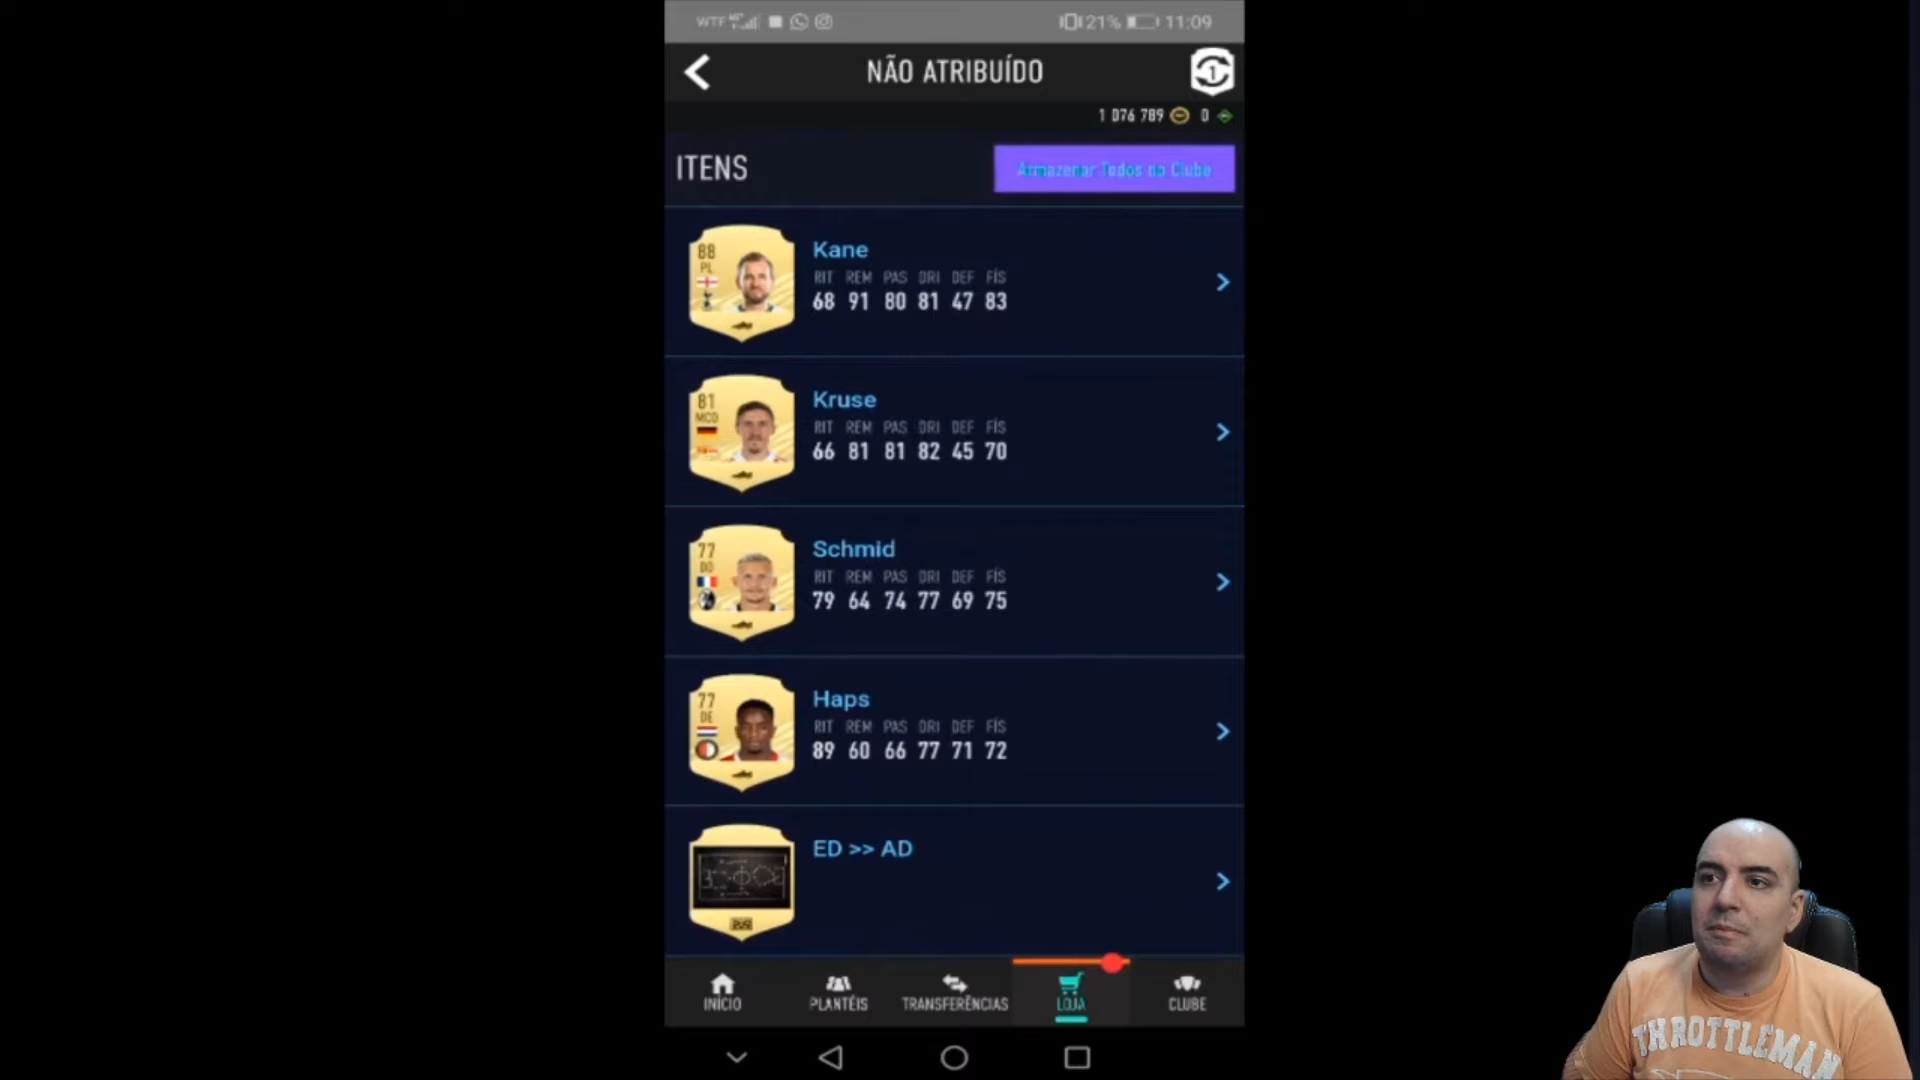 WTF 21% 11:09
NÃO ATRIBUÍDO
1
1 076 789 0
ITENS
Armazenar Todos no Clube
88
PL
Kane
RIT REM PAS DRI DEF FÍS
68 91 80 81 47 83
81
MCO
Kruse
RIT REM PAS DRI DEF FÍS
66 81 81 82 45 70
77
DD
Schmid
RIT REM PAS DRI DEF FÍS
79 64 74 77 69 75
77
DE
Haps
RIT REM PAS DRI DEF FÍS
89 60 66 77 71 72
ED >> AD
INÍCIO PLANTÉIS TRANSFERÊNCIAS LOJA CLUBE
THROTTLEMAN